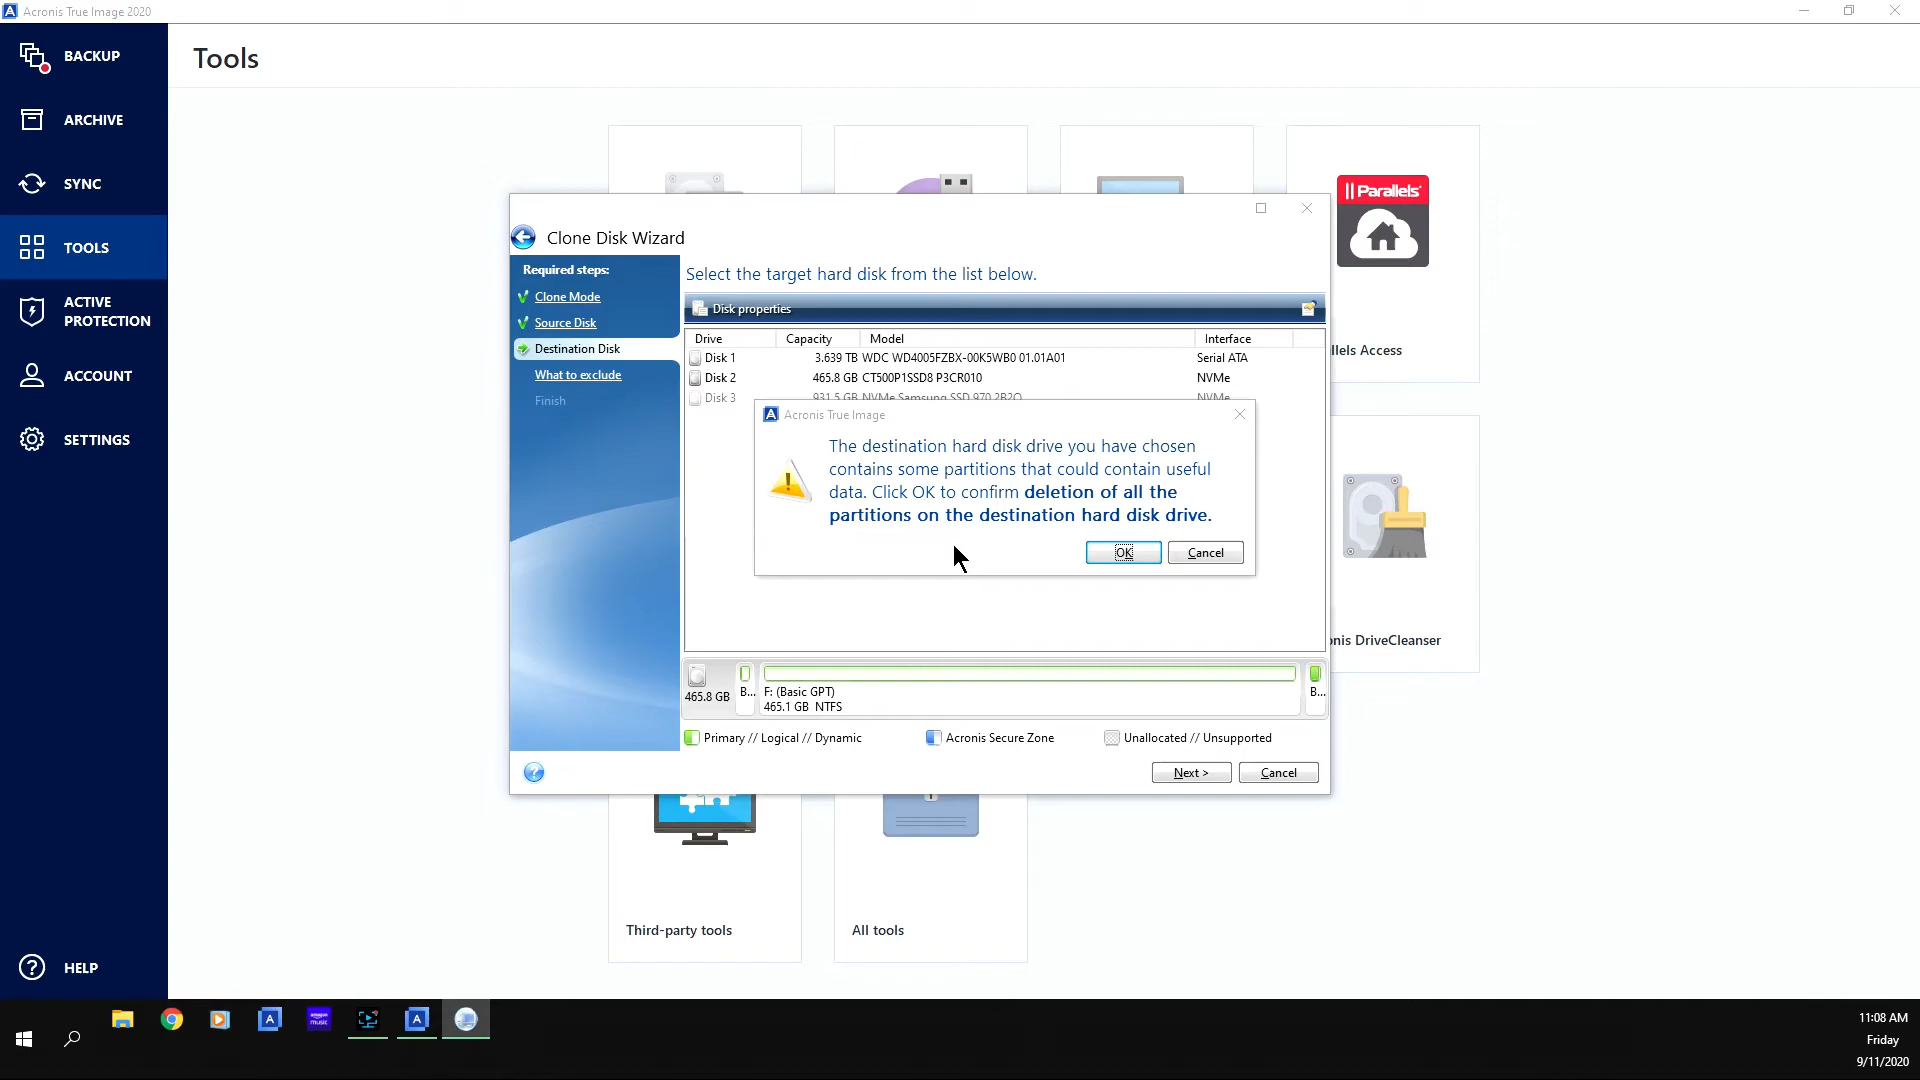 Acronis True Image 2020
BACKUP
ARCHIVE
SYNC
TOOLS
ACTIVE
PROTECTION
ACCOUNT
SETTINGS
HELP
Tools
|| Parallels®
llels Access
nis DriveCleanser
Third-party tools
All tools
Clone Disk Wizard
Required steps:
Clone Mode
Source Disk
Destination Disk
What to exclude
Finish
Select the target hard disk from the list below.
Disk properties
Drive Capacity Model Interface
Disk 1 3.639 TB WDC WD4005FZBX-00K5WB0 01.01A01 Serial ATA
Disk 2 465.8 GB CT500P1SSD8 P3CR010 NVMe
Disk 3 931.5 GB NVMe Samsung SSD 970 2B2Q NVMe
Acronis True Image
The destination hard disk drive you have chosen
contains some partitions that could contain useful
data. Click OK to confirm deletion of all the
partitions on the destination hard disk drive.
OK Cancel
465.8 GB
B...
F: (Basic GPT)
465.1 GB NTFS
B...
Primary // Logical // Dynamic Acronis Secure Zone Unallocated // Unsupported
Next > Cancel
amazon
music
11:08 AM
Friday
9/11/2020